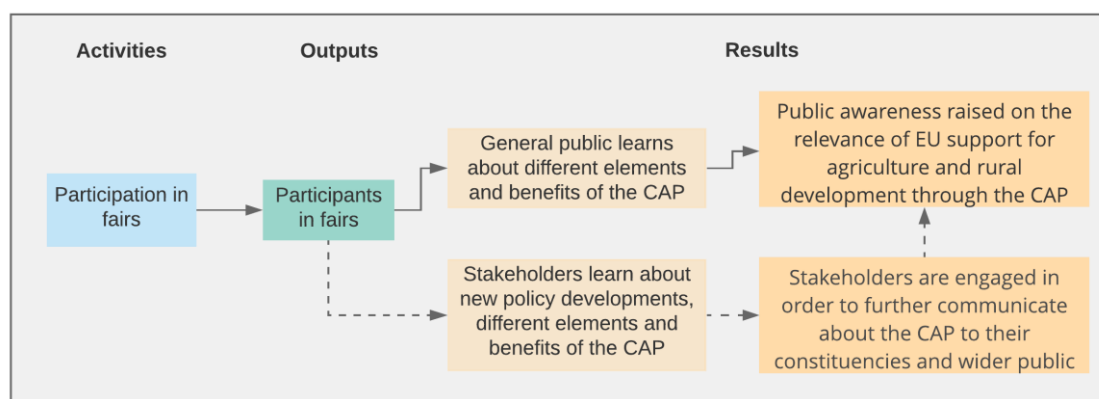 Activities
Outputs
Results
Participation in
fairs
Participants
in fairs
General public learns
about different elements
and benefits of the CAP
Public awareness raised on the
relevance of EU support for
agriculture and rural
development through the CAP
Stakeholders learn about
new policy developments,
different elements and
benefits of the CAP
Stakeholders are engaged in
order to further communicate
about the CAP to their
constituencies and wider public